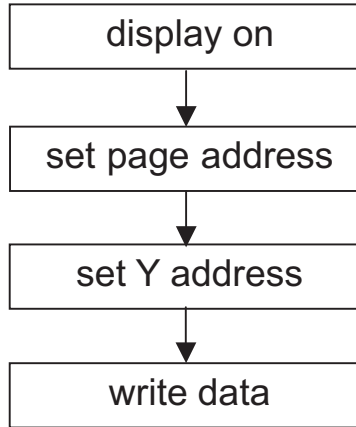 display on
set page address
set Y address
write data